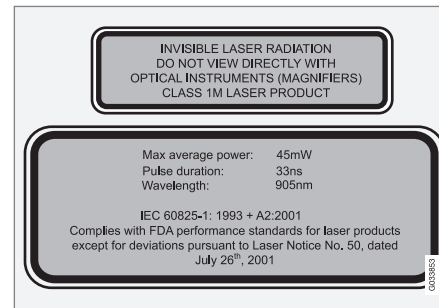 INVISIBLE LASER RADIATION
DO NOT VIEW DIRECTLY WITH
OPTICAL INSTRUMENTS (MAGNIFIERS)
CLASS 1M LASER PRODUCT
Max average power: 45mW
Pulse duration: 33ns
Wavelength: 905nm
IEC 60825-1: 1993 + A2:2001
Complies with FDA performance standards for laser products
except for deviations pursuant to Laser Notice No. 50, dated
July 26th, 2001
G033853